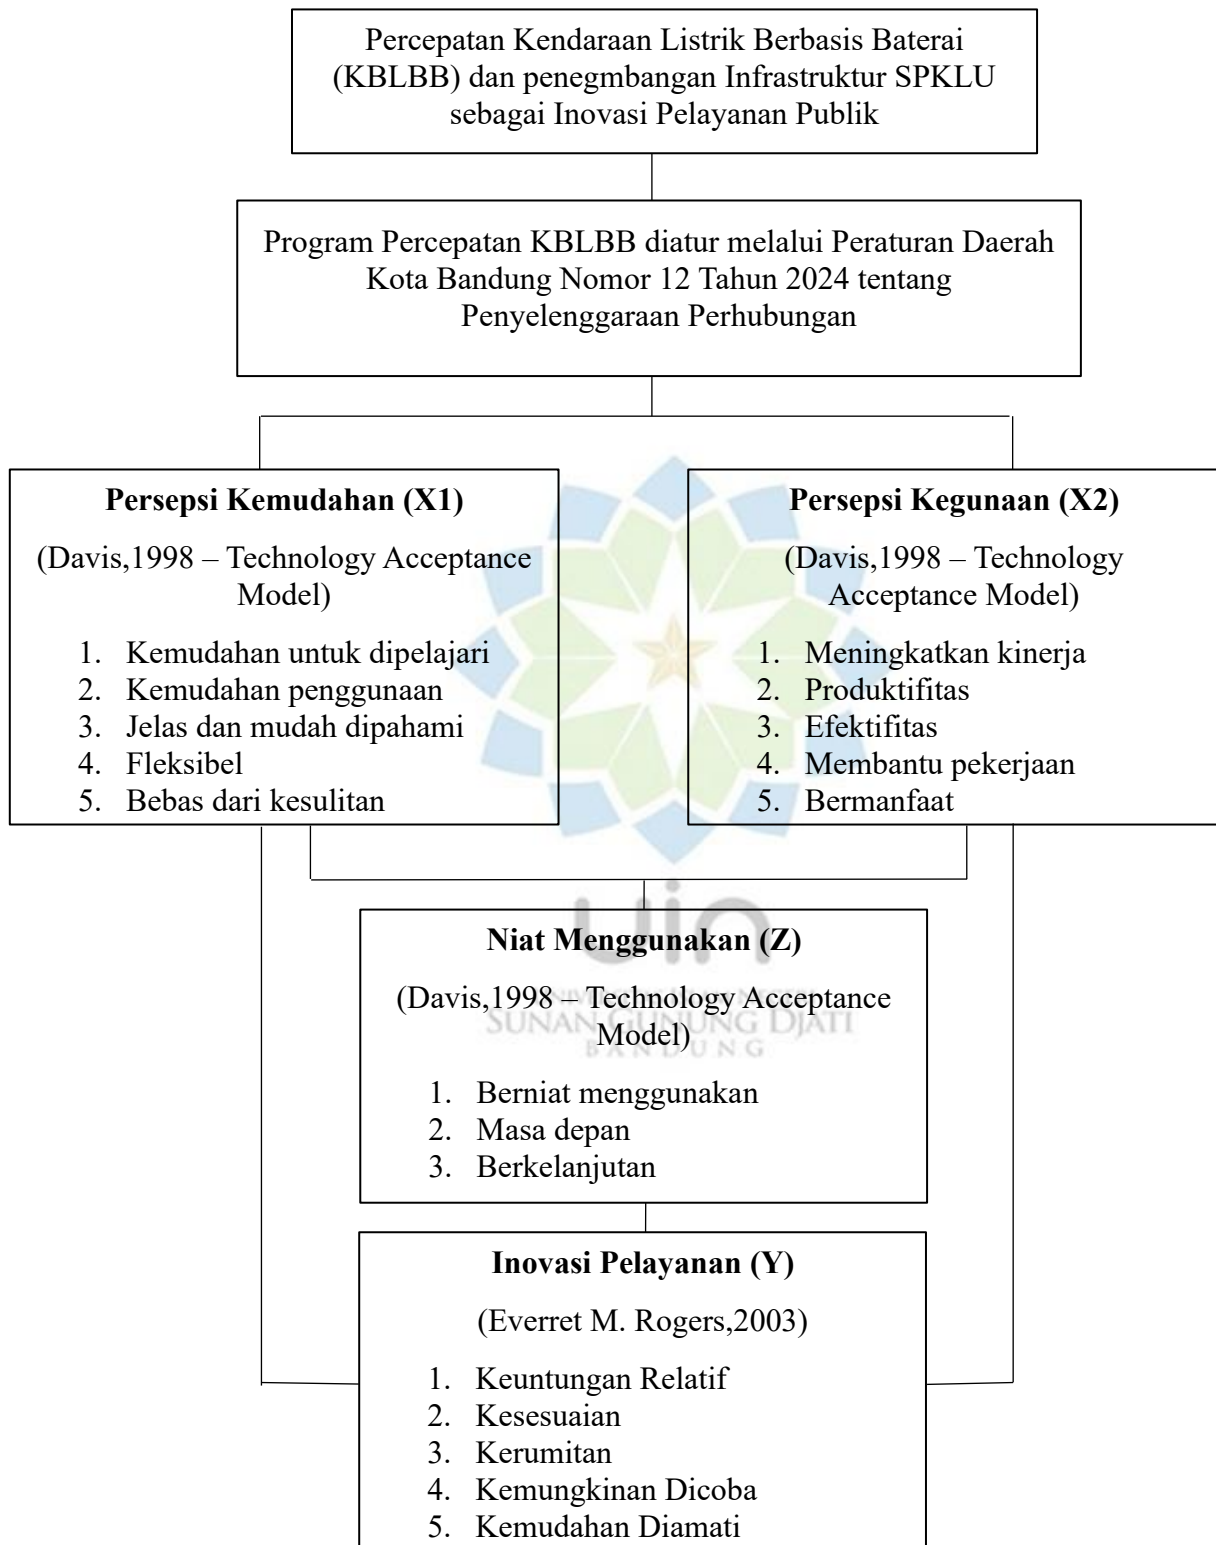 Percepatan Kendaraan Listrik Berbasis Baterai
(KBLBB) dan penegmbangan Infrastruktur SPKLU
sebagai Inovasi Pelayanan Publik
Program Percepatan KBLBB diatur melalui Peraturan Daerah
Kota Bandung Nomor 12 Tahun 2024 tentang
Penyelenggaraan Perhubungan
Persepsi Kemudahan (X1)
(Davis,1998 – Technology Acceptance
Model)
1. Kemudahan untuk dipelajari
2. Kemudahan penggunaan
3. Jelas dan mudah dipahami
4. Fleksibel
5. Bebas dari kesulitan
Persepsi Kegunaan (X2)
(Davis,1998 – Technology
Acceptance Model)
1. Meningkatkan kinerja
2. Produktifitas
3. Efektifitas
4. Membantu pekerjaan
5. Bermanfaat
uin
SUNAN GUNUNG DJATI
BANDUNG
Niat Menggunakan (Z)
(Davis,1998 – Technology Acceptance
Model)
1. Berniat menggunakan
2. Masa depan
3. Berkelanjutan
Inovasi Pelayanan (Y)
(Everret M. Rogers,2003)
1. Keuntungan Relatif
2. Kesesuaian
3. Kerumitan
4. Kemungkinan Dicoba
5. Kemudahan Diamati